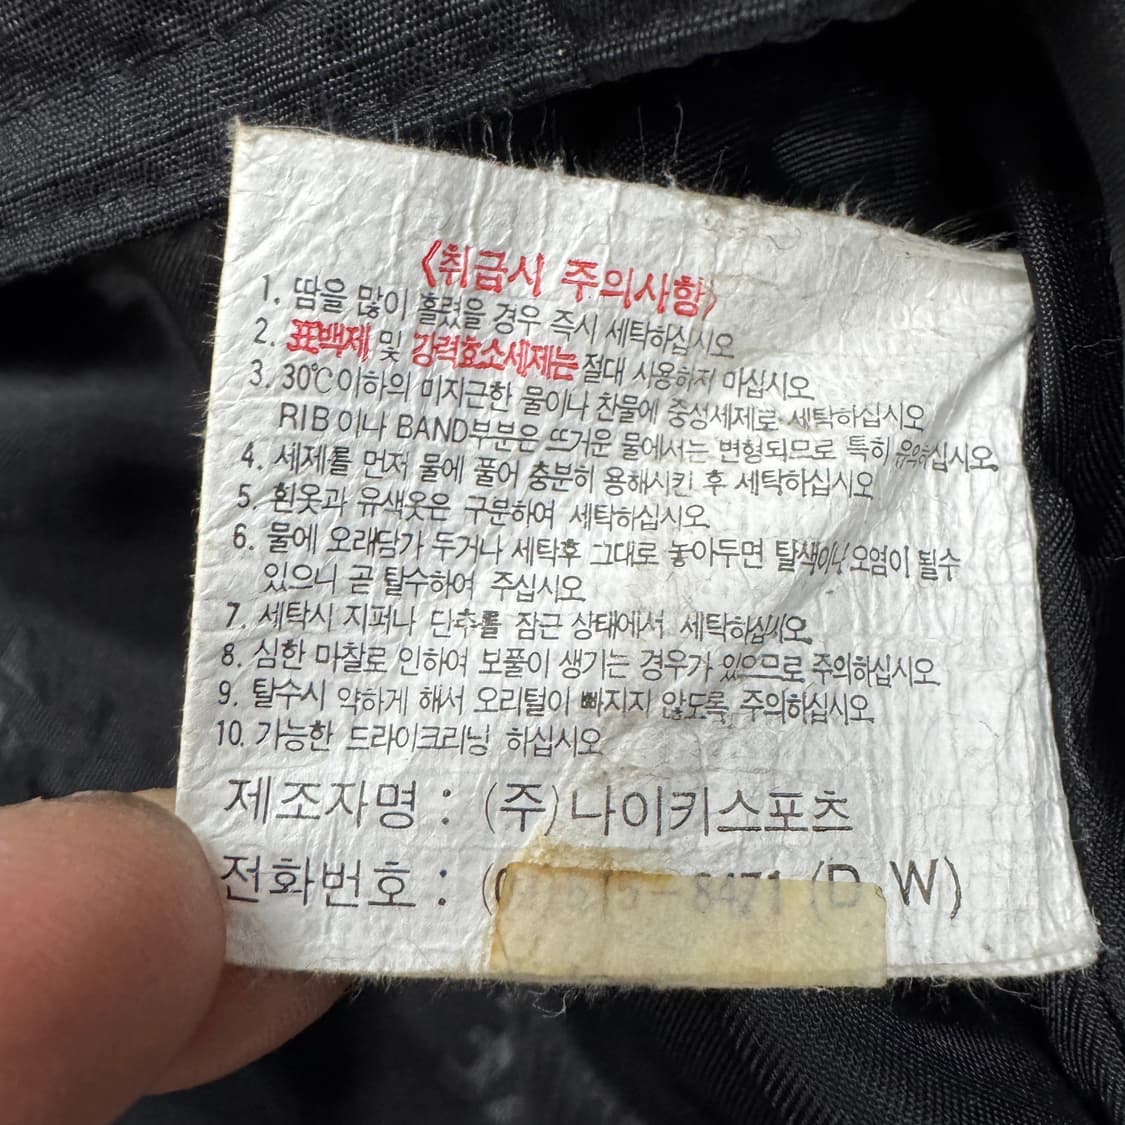 《취급시 주의사항》
1. 땀을 많이 흘렸을 경우 즉시 세탁하십시오
2. 표백제 및 강력효소세제는 절대 사용하지 마십시오
3. 30℃이하의 미지근한 물이나 찬물에 중성세제로 세탁하십시오
RIB이나 BAND부분은 뜨거운 물에서는 변형되므로 특히 유의하십시오.
4. 세제를 먼저 물에 풀어 충분히 용해시킨 후 세탁하십시오
5. 흰옷과 유색옷은 구분하여 세탁하십시오
6. 물에 오래담가 두거나 세탁후 그대로 놓아두면 탈색이나 오염이 될수
있으니 곧 탈수하여 주십시오
7. 세탁시 지퍼나 단추를 잠근 상태에서 세탁하십시오
8. 심한 마찰로 인하여 보풀이 생기는 경우가 있으므로 주의하십시오
9. 탈수시 약하게 해서 오리털이 빠지지 않도록 주의하십시오
10. 가능한 드라이크리닝 하십시오
제조자명 : (주)나이키스포츠
전화번호 : -8471 (D W)